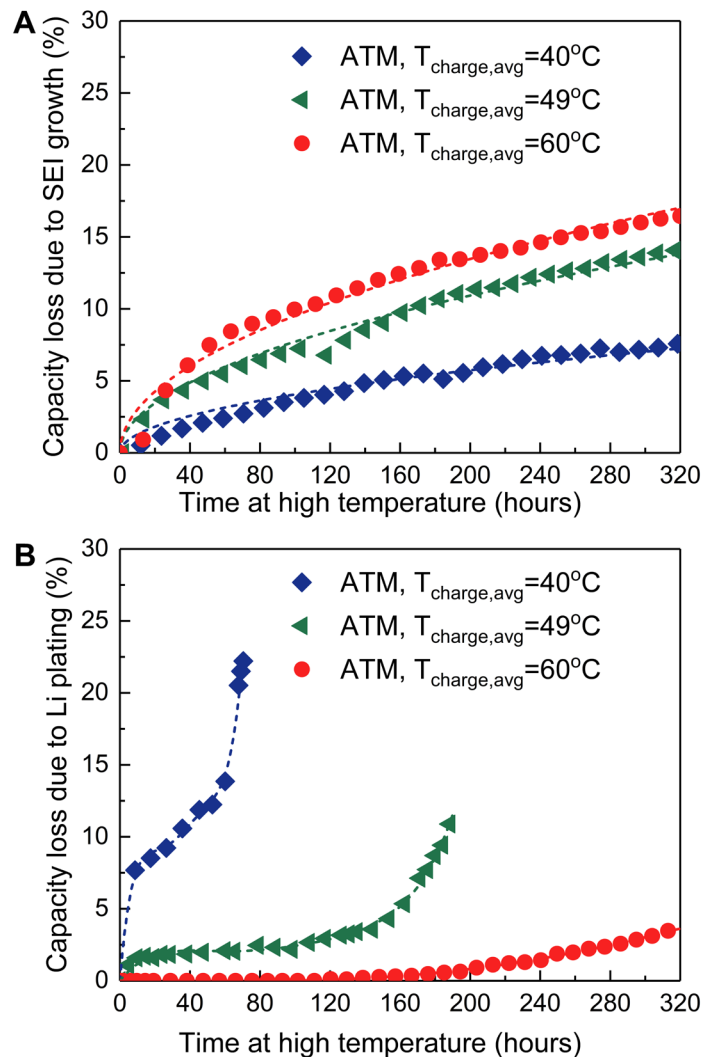 A
Capacity loss due to SEI growth (%)
30
25
20
15
10
5
0
ATM, Tcharge,avg=40°C
ATM, Tcharge,avg=49°C
ATM, Tcharge,avg=60°C
0 40 80 120 160 200 240 280 320
Time at high temperature (hours)
B
Capacity loss due to Li plating (%)
30
25
20
15
10
5
0
ATM, Tcharge,avg=40°C
ATM, Tcharge,avg=49°C
ATM, Tcharge,avg=60°C
0 40 80 120 160 200 240 280 320
Time at high temperature (hours)